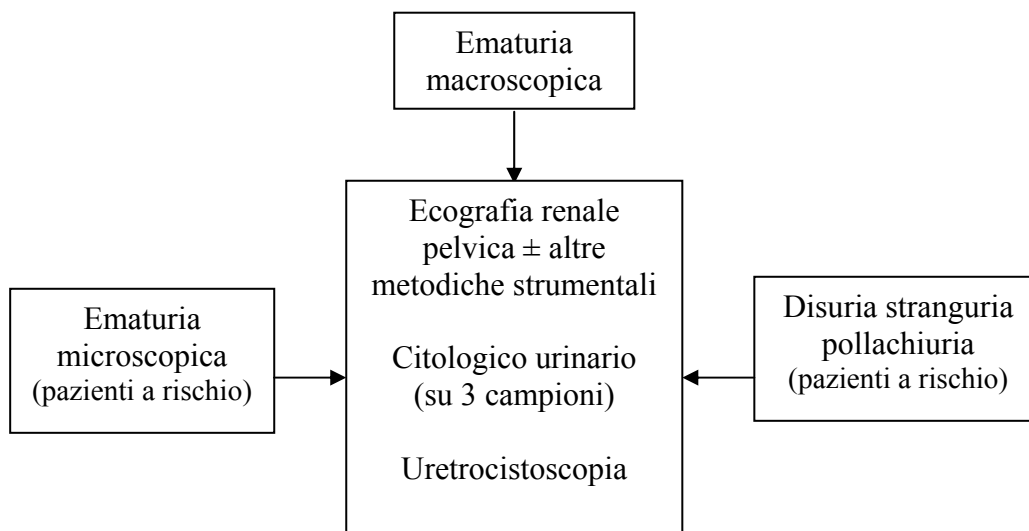 Ematuria
macroscopica
Ecografia renale
pelvica ± altre
metodiche strumentali
Citologico urinario
(su 3 campioni)
Uretrocistoscopia
Ematuria
microscopica
(pazienti a rischio)
Disuria stranguria
pollachiuria
(pazienti a rischio)